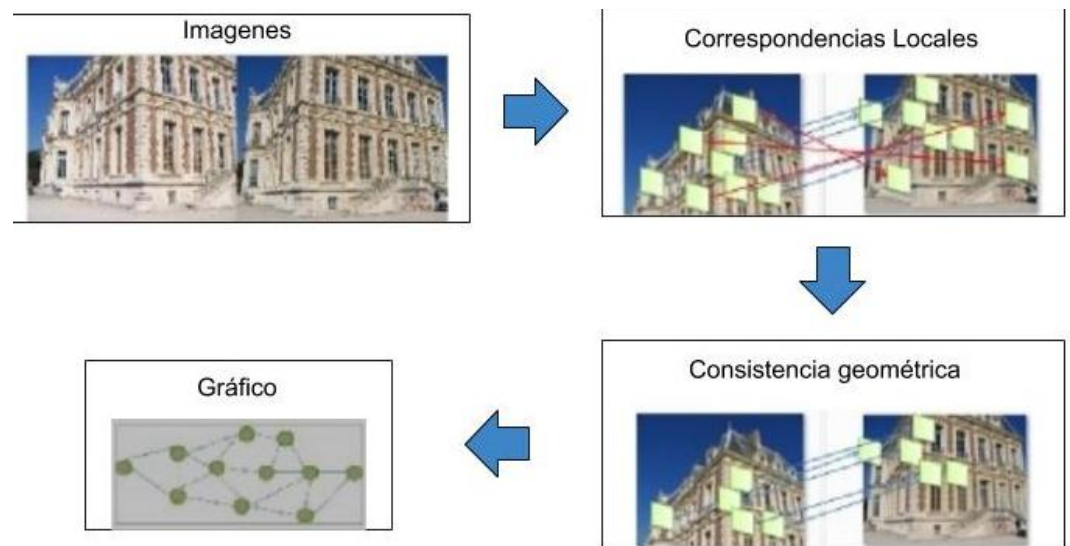 Imagenes
Correspondencias Locales
Consistencia geométrica
Gráfico